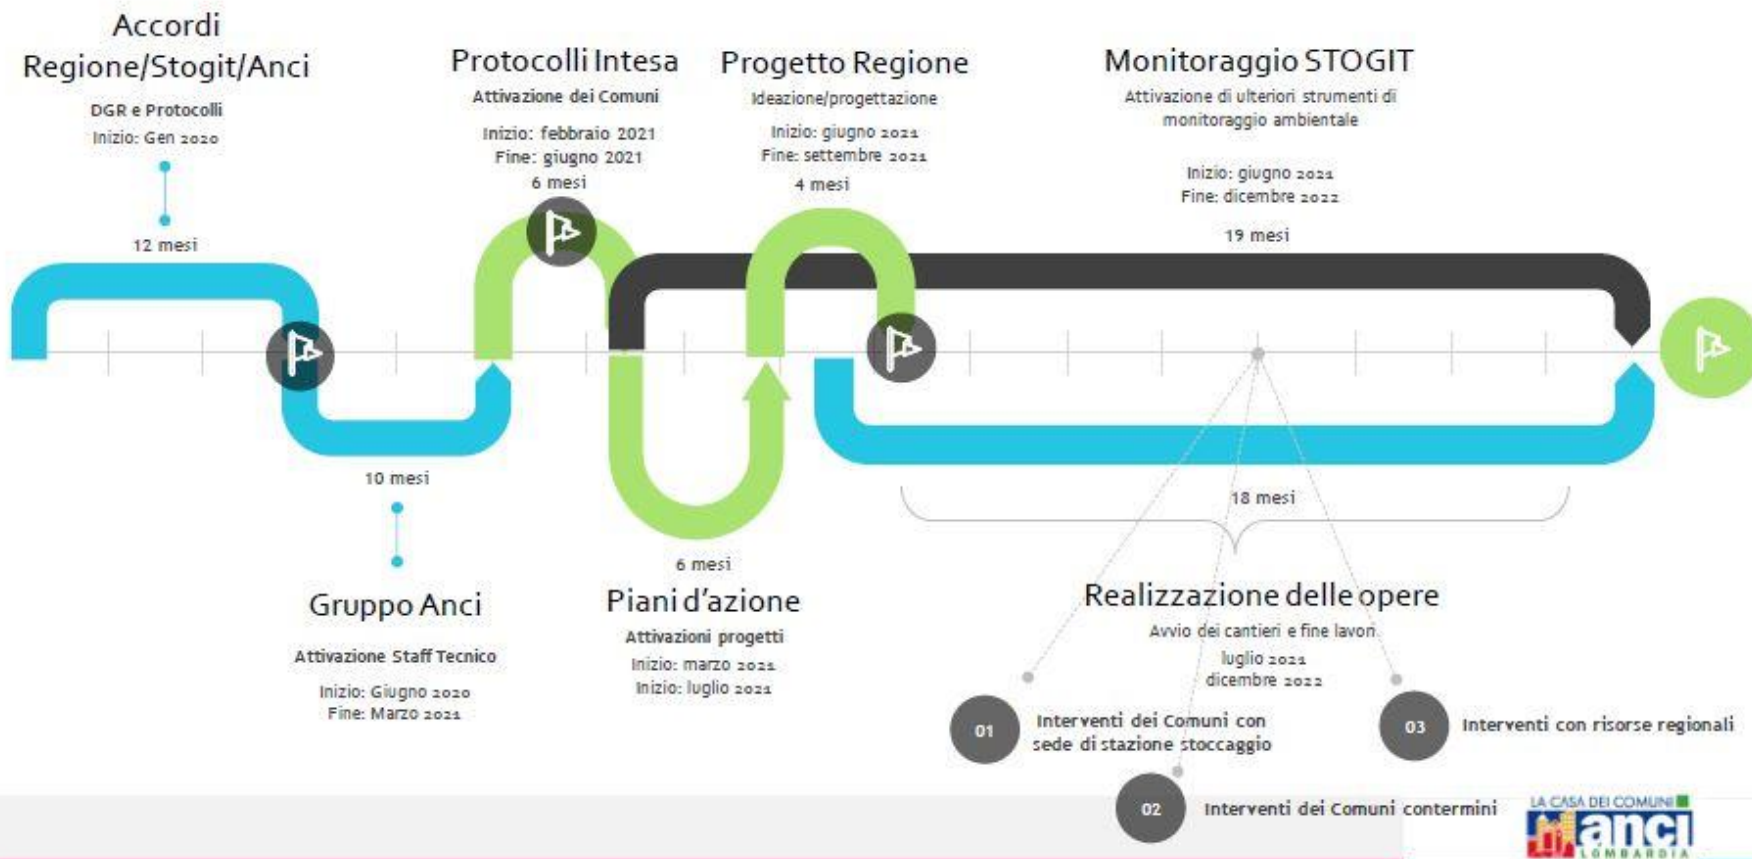 Accordi
Regione/Stogit/Anci
DGR e Protocolli
Inizio: Gen 2020
12 mesi
Protocolli Intesa
Attivazione dei Comuni
Inizio: febbraio 2021
Fine: giugno 2021
6 mesi
Progetto Regione
Ideazione/progettazione
Inizio: giugno 2021
Fine: settembre 2021
4 mesi
Monitoraggio STOGIT
Attivazione di ulteriori strumenti di
monitoraggio ambientale
Inizio: giugno 2021
Fine: dicembre 2022
19 mesi
10 mesi
Gruppo Anci
Attivazione Staff Tecnico
Inizio: Giugno 2020
Fine: Marzo 2021
6 mesi
Piani d'azione
Attivazioni progetti
Inizio: marzo 2021
Inizio: luglio 2021
18 mesi
Realizzazione delle opere
Avvio dei cantieri e fine lavori
luglio 2021
dicembre 2022
01
Interventi dei Comuni con
sede di stazione stoccaggio
02
Interventi dei Comuni contermini
03
Interventi con risorse regionali
LA CASA DEI COMUNI
anci
LOMBARDIA